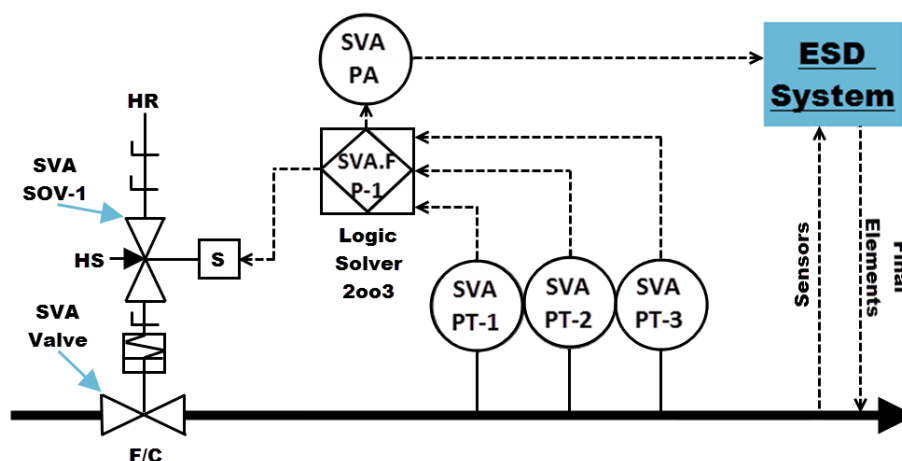 SVA
PA
ESD
System
HR
SVA
SOV-1
SVA.F
P-1
HS
S
Logic
Solver
2oo3
SVA
PT-1
SVA
PT-2
SVA
PT-3
SVA
Valve
F/C
Sensors
Elements
Final